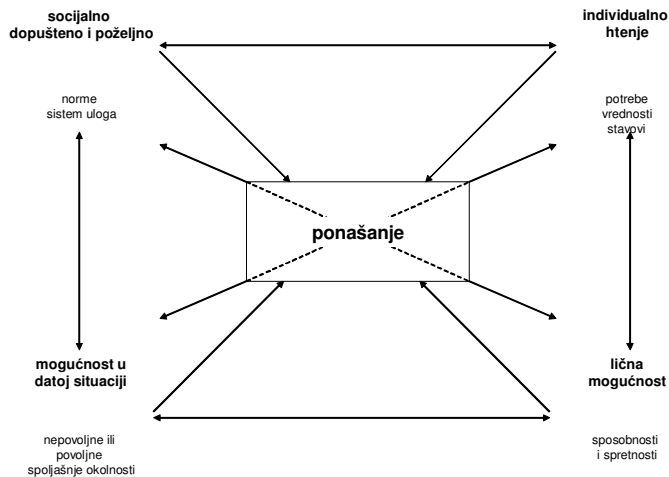 socijalno
dopušteno i poželjno
individualno
htenje
norme
sistem uloga
potrebe
vrednosti
stavovi
ponašanje
mogućnost u
datoj situaciji
lična
mogućnost
nepovoljne ili
povoljne
spoljašnje okolnosti
sposobnosti
i spretnosti